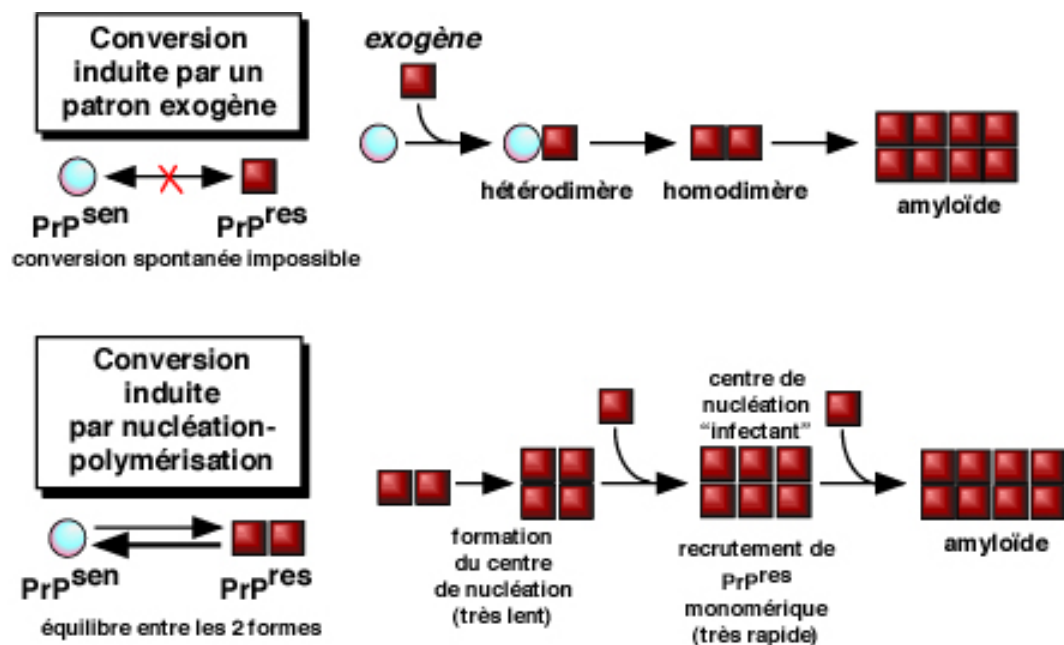 Conversion
induite par un
patron exogène
PrPsen
PrPres
conversion spontanée impossible
exogène
hétérodimère
homodimère
amyloïde
Conversion
induite
par nucléation-
polymérisation
PrPsen
PrPres
équilibre entre les 2 formes
formation
du centre
de nucléation
(très lent)
centre de
nucléation
“infectant”
recrutement de
PrPres
monomérique
(très rapide)
amyloïde